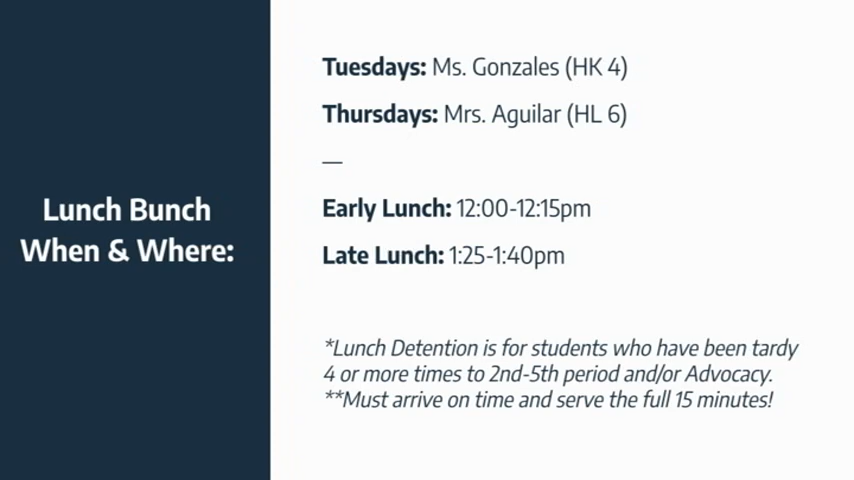 Lunch Bunch
When & Where:
Tuesdays: Ms. Gonzales (HK 4)
Thursdays: Mrs. Aguilar (HL 6)
—
Early Lunch: 12:00-12:15pm
Late Lunch: 1:25-1:40pm
*Lunch Detention is for students who have been tardy
4 or more times to 2nd-5th period and/or Advocacy.
**Must arrive on time and serve the full 15 minutes!